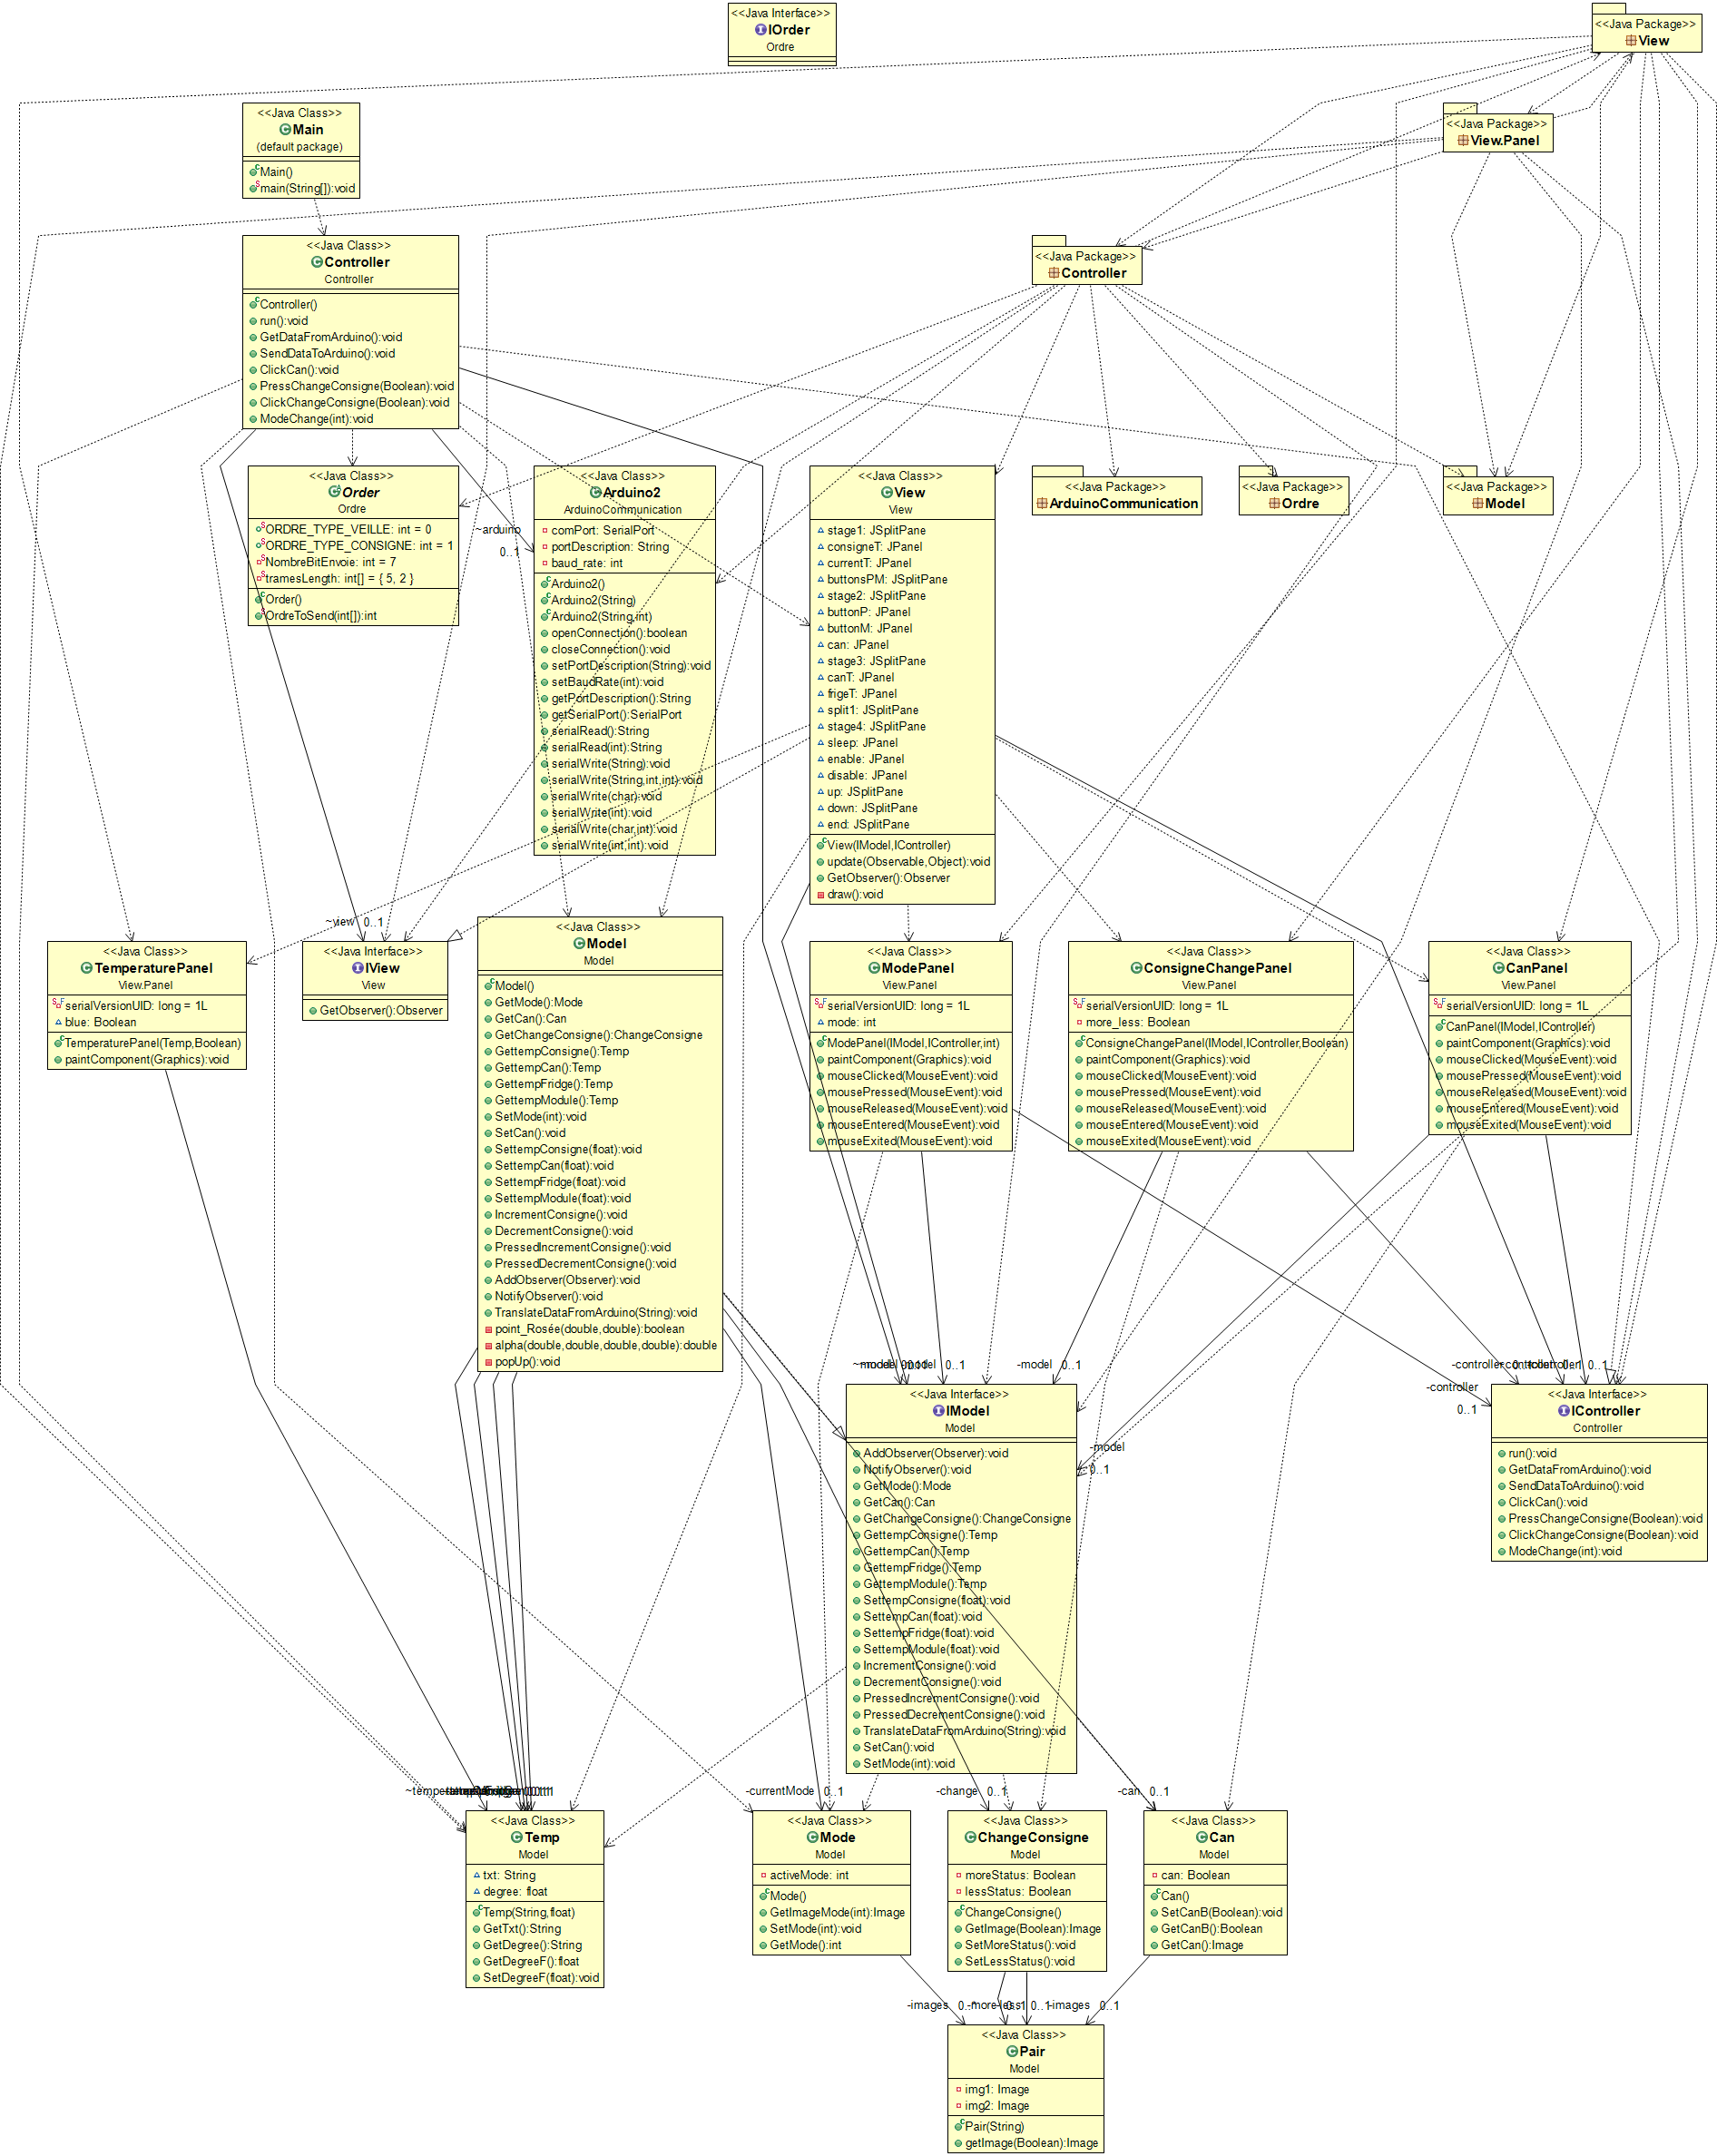 <<Java Interface>>
IOrder
Ordre
<<Java Package>>
View
<<Java Package>>
View.Panel
<<Java Class>>
Main
(default package)
Main()
main(String[]):void
<<Java Class>>
Controller
Controller
Controller()
run():void
GetDataFromArduino():void
SendDataToArduino():void
ClickCan():void
PressChangeConsigne(Boolean):void
ClickChangeConsigne(Boolean):void
ModeChange(int):void
<<Java Package>>
Controller
<<Java Class>>
Order
Ordre
ORDRE_TYPE_VEILLE: int = 0
ORDRE_TYPE_CONSIGNE: int = 1
NombreBitEnvoie: int = 7
tramesLength: int[] = { 5, 2 }
Order()
OrdreToSend(int[]):int
~arduino
0..1
<<Java Class>>
Arduino2
ArduinoCommunication
comPort: SerialPort
portDescription: String
baud_rate: int
Arduino2()
Arduino2(String)
Arduino2(String,int)
openConnection():boolean
closeConnection():void
setPortDescription(String):void
setBaudRate(int):void
getPortDescription():String
getSerialPort():SerialPort
serialRead():String
serialRead(int):String
serialWrite(String):void
serialWrite(String,int,int):void
serialWrite(char):void
serialWrite(int):void
serialWrite(char,int):void
serialWrite(int,int):void
<<Java Class>>
View
View
stage1: JSplitPane
consigneT: JPanel
currentT: JPanel
buttonsPM: JSplitPane
stage2: JSplitPane
buttonP: JPanel
buttonM: JPanel
can: JPanel
stage3: JSplitPane
canT: JPanel
frigeT: JPanel
split1: JSplitPane
stage4: JSplitPane
sleep: JPanel
enable: JPanel
disable: JPanel
up: JSplitPane
down: JSplitPane
end: JSplitPane
View(IModel,IController)
update(Observable,Object):void
GetObserver():Observer
draw():void
<<Java Package>>
ArduinoCommunication
<<Java Package>>
Ordre
<<Java Package>>
Model
<<Java Class>>
TemperaturePanel
View.Panel
serialVersionUID: long = 1L
blue: Boolean
TemperaturePanel(Temp,Boolean)
paintComponent(Graphics):void
~view 0..1
<<Java Interface>>
IView
View
GetObserver():Observer
<<Java Class>>
Model
Model
Model()
GetMode():Mode
GetCan():Can
GetChangeConsigne():ChangeConsigne
GettempConsigne():Temp
GettempCan():Temp
GettempFridge():Temp
GettempModule():Temp
SetMode(int):void
SetCan():void
SettempConsigne(float):void
SettempCan(float):void
SettempFridge(float):void
SettempModule(float):void
IncrementConsigne():void
DecrementConsigne():void
PressedIncrementConsigne():void
PressedDecrementConsigne():void
AddObserver(Observer):void
NotifyObserver():void
TranslateDataFromArduino(String):void
point_Rosée(double,double):boolean
alpha(double,double,double,double):double
popUp():void
<<Java Class>>
ModePanel
View.Panel
serialVersionUID: long = 1L
mode: int
ModePanel(IModel,IController,int)
paintComponent(Graphics):void
mouseClicked(MouseEvent):void
mousePressed(MouseEvent):void
mouseReleased(MouseEvent):void
mouseEntered(MouseEvent):void
mouseExited(MouseEvent):void
<<Java Class>>
ConsigneChangePanel
View.Panel
serialVersionUID: long = 1L
more_less: Boolean
ConsigneChangePanel(IModel,IController,Boolean)
paintComponent(Graphics):void
mouseClicked(MouseEvent):void
mousePressed(MouseEvent):void
mouseReleased(MouseEvent):void
mouseEntered(MouseEvent):void
mouseExited(MouseEvent):void
<<Java Class>>
CanPanel
View.Panel
serialVersionUID: long = 1L
CanPanel(IModel,IController)
paintComponent(Graphics):void
mouseClicked(MouseEvent):void
mousePressed(MouseEvent):void
mouseReleased(MouseEvent):void
mouseEntered(MouseEvent):void
mouseExited(MouseEvent):void
0..1
-model 0..1
-controller
0..1
<<Java Interface>>
IModel
Model
AddObserver(Observer):void
NotifyObserver():void
GetMode():Mode
GetCan():Can
GetChangeConsigne():ChangeConsigne
GettempConsigne():Temp
GettempCan():Temp
GettempFridge():Temp
GettempModule():Temp
SettempConsigne(float):void
SettempCan(float):void
SettempFridge(float):void
SettempModule(float):void
IncrementConsigne():void
DecrementConsigne():void
PressedIncrementConsigne():void
PressedDecrementConsigne():void
TranslateDataFromArduino(String):void
SetCan():void
SetMode(int):void
-model
0..1
<<Java Interface>>
IController
Controller
run():void
GetDataFromArduino():void
SendDataToArduino():void
ClickCan():void
PressChangeConsigne(Boolean):void
ClickChangeConsigne(Boolean):void
ModeChange(int):void
-currentMode 0..1
-change 0..1
-can 0..1
<<Java Class>>
Temp
Model
txt: String
degree: float
Temp(String,float)
GetTxt():String
GetDegree():String
GetDegreeF():float
SetDegreeF(float):void
<<Java Class>>
Mode
Model
activeMode: int
Mode()
GetImageMode(int):Image
SetMode(int):void
GetMode():int
<<Java Class>>
ChangeConsigne
Model
moreStatus: Boolean
lessStatus: Boolean
ChangeConsigne()
GetImage(Boolean):Image
SetMoreStatus():void
SetLessStatus():void
<<Java Class>>
Can
Model
can: Boolean
Can()
SetCanB(Boolean):void
GetCanB():Boolean
GetCan():Image
-images
-images 0..1
<<Java Class>>
Pair
Model
img1: Image
img2: Image
Pair(String)
getImage(Boolean):Image